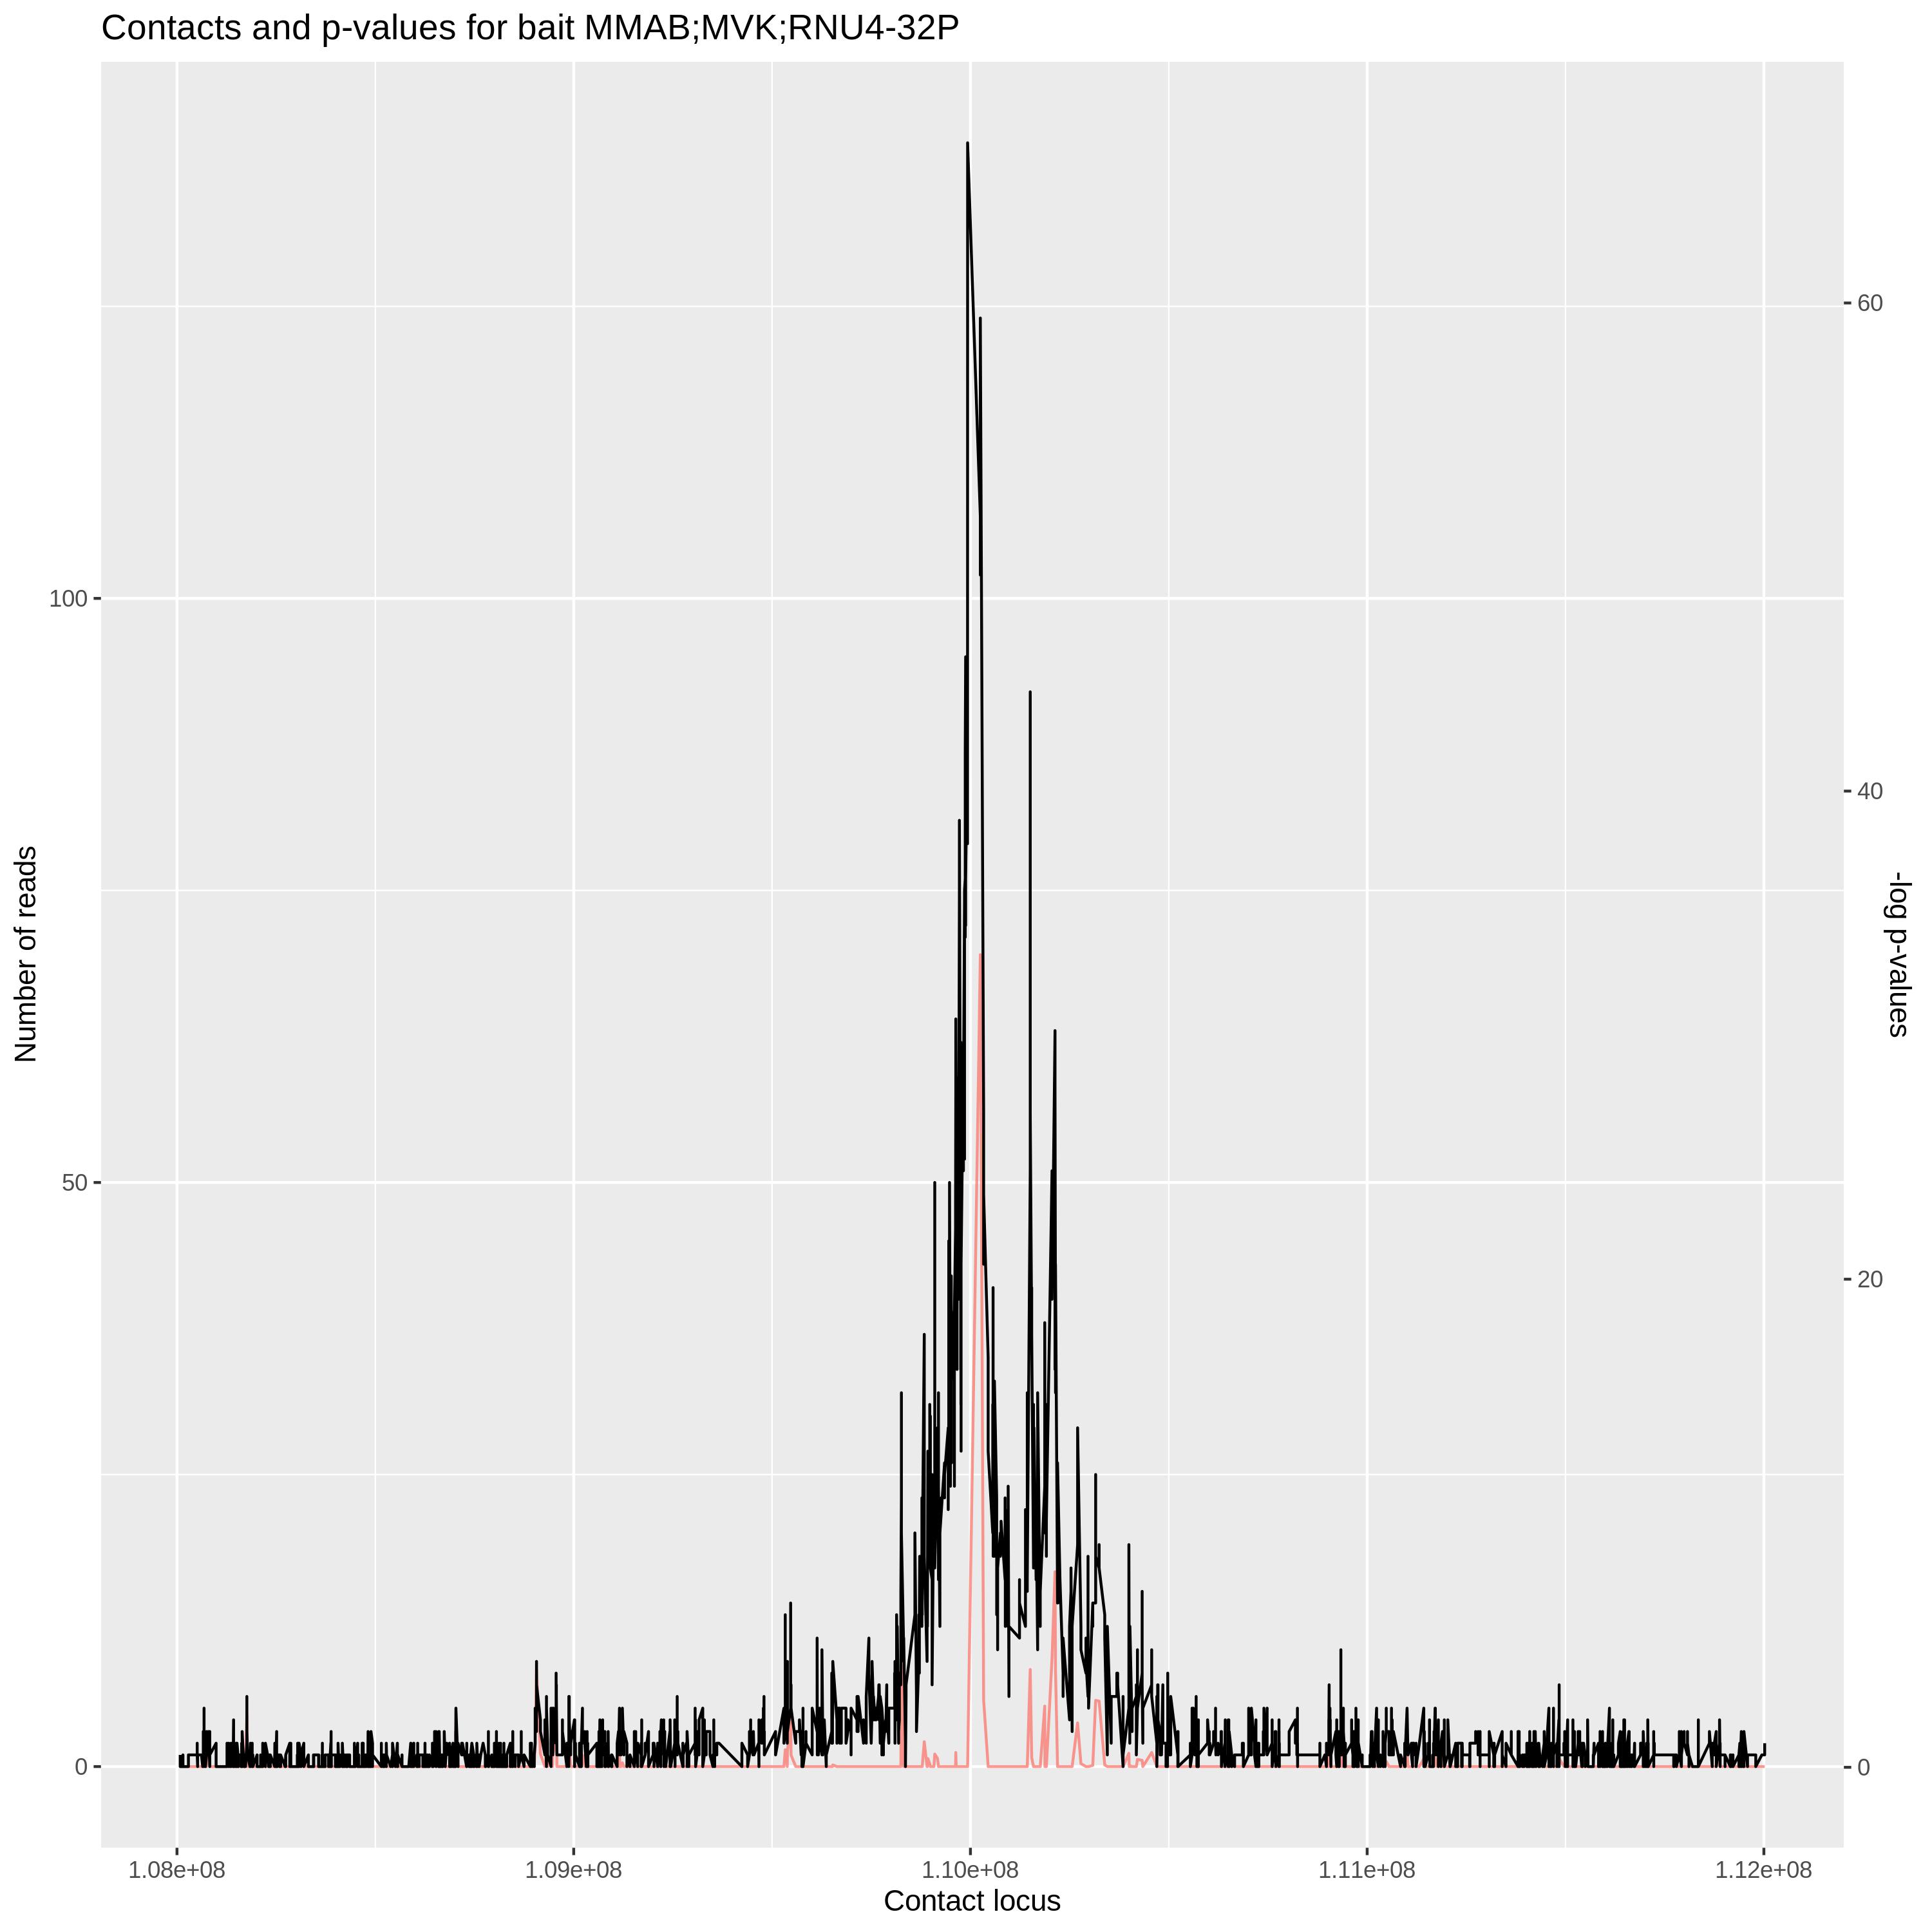 Contacts and p-values for bait MMAB;MVK;RNU4-32P
Number of reads
100
50
0
60
40
20
0
-log p-values
1.08e+08
1.09e+08
1.10e+08
1.11e+08
1.12e+08
Contact locus